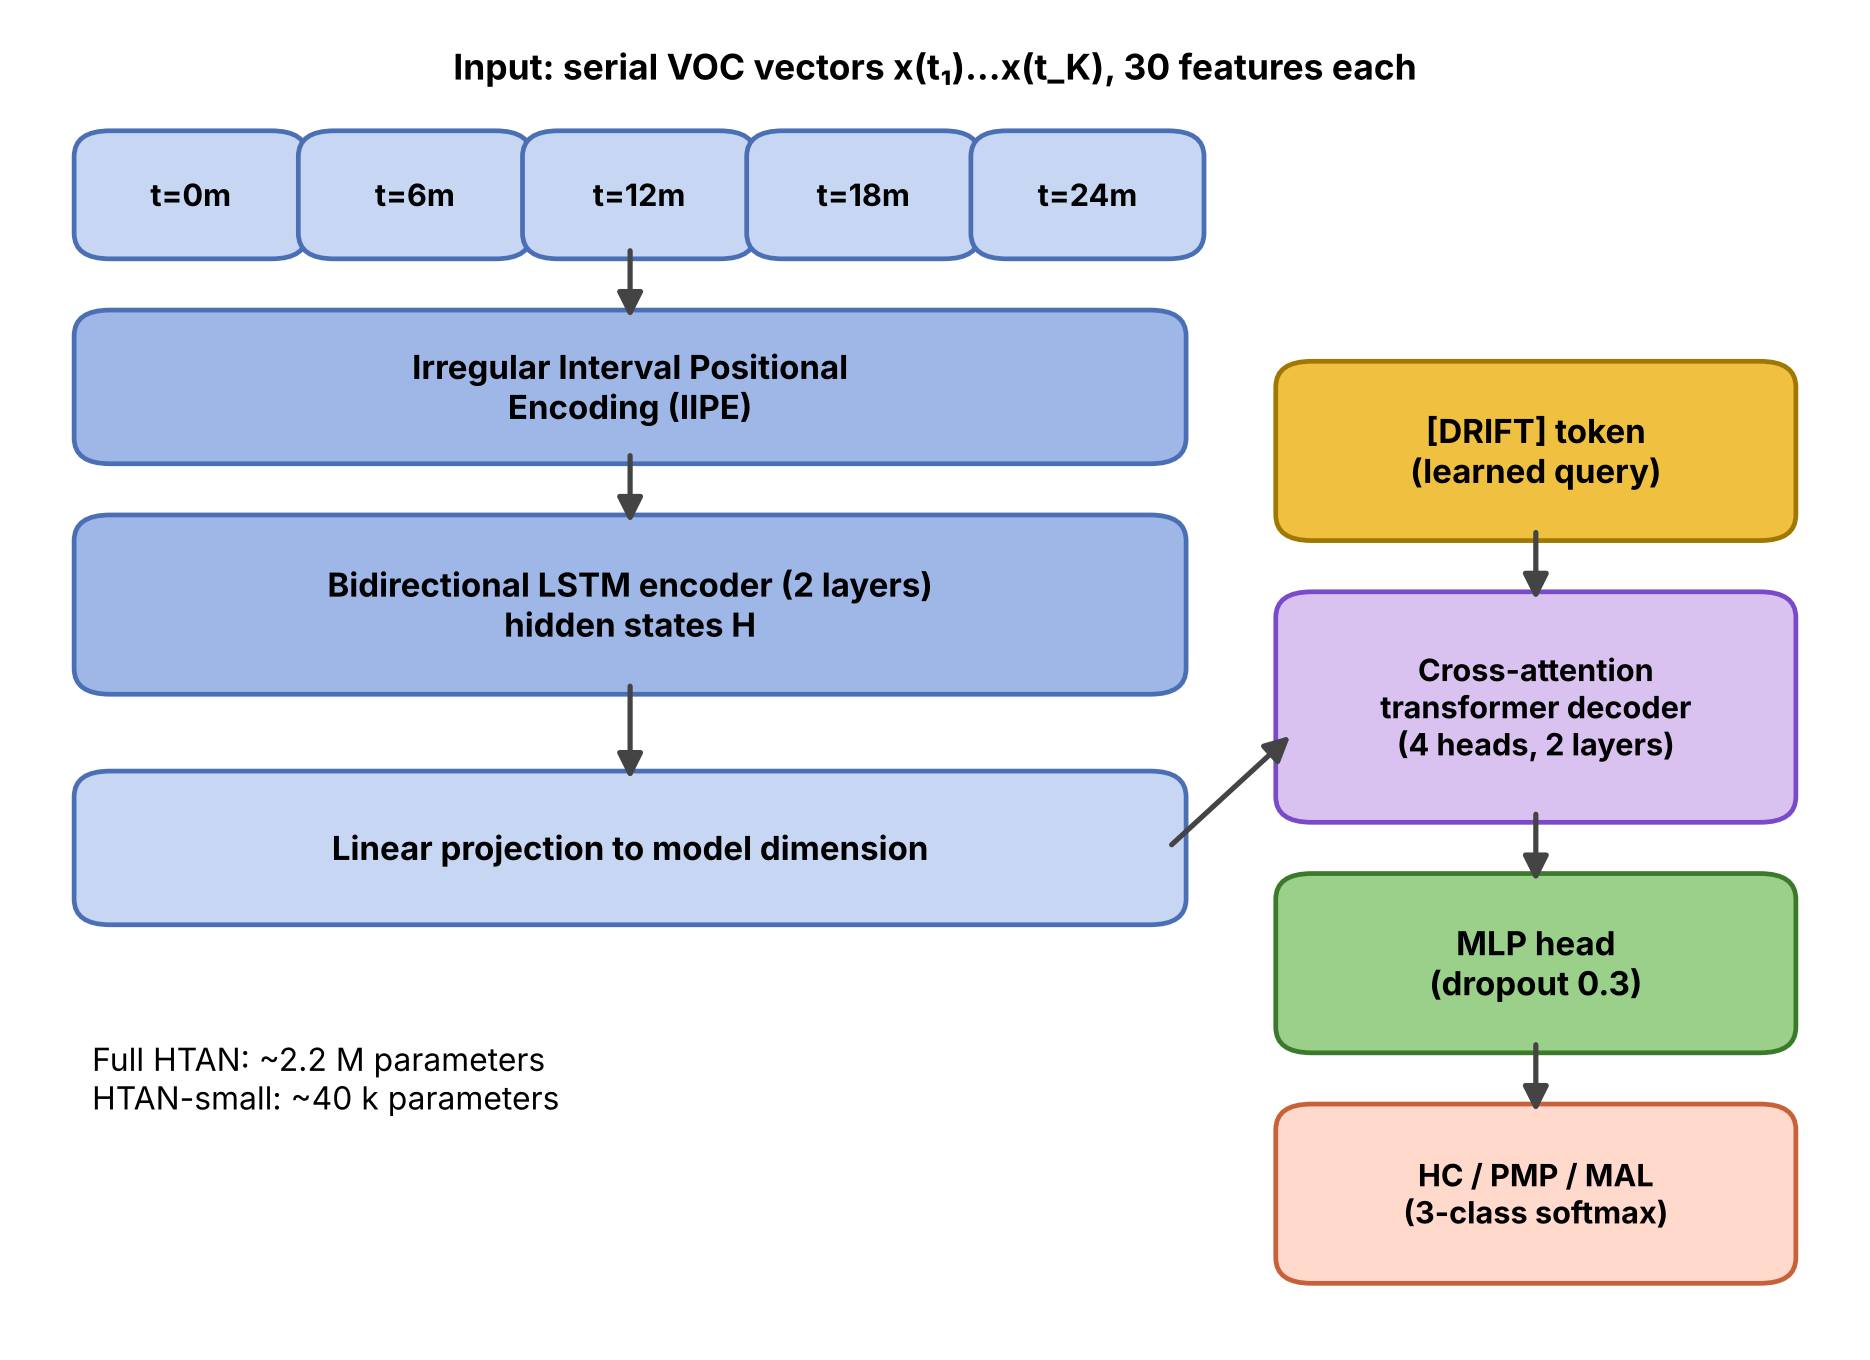 Input: serial VOC vectors x(t₁)...x(t_K), 30 features each
t=0m
t=6m
t=12m
t=18m
t=24m
Irregular Interval Positional
Encoding (IIPE)
Bidirectional LSTM encoder (2 layers)
hidden states H
Linear projection to model dimension
[DRIFT] token
(learned query)
Cross-attention
transformer decoder
(4 heads, 2 layers)
MLP head
(dropout 0.3)
HC / PMP / MAL
(3-class softmax)
Full HTAN: ~2.2 M parameters
HTAN-small: ~40 k parameters